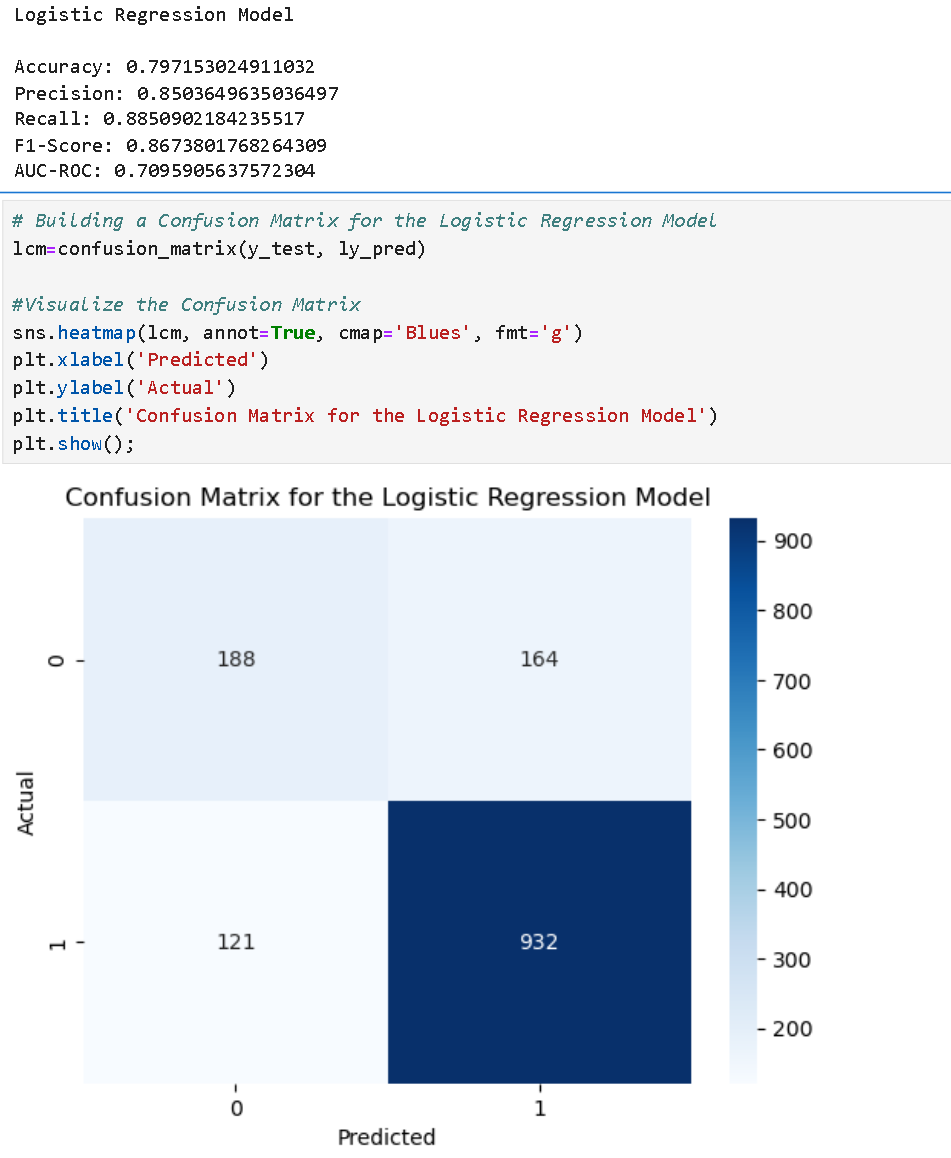 Logistic Regression Model
Accuracy: 0.797153024911032
Precision: 0.8503649635036497
Recall: 0.8850902184235517
F1-Score: 0.8673801768264309
AUC-ROC: 0.7095905637572304
# Building a Confusion Matrix for the Logistic Regression Model
lcm=confusion_matrix(y_test, ly_pred)
#Visualize the Confusion Matrix
sns.heatmap(lcm, annot=True, cmap='Blues', fmt='g')
plt.xlabel('Predicted')
plt.ylabel('Actual')
plt.title('Confusion Matrix for the Logistic Regression Model')
plt.show();
Confusion Matrix for the Logistic Regression Model
900
800
700
600
500
400
300
200
0
188
164
Actual
1
121
932
0
1
Predicted